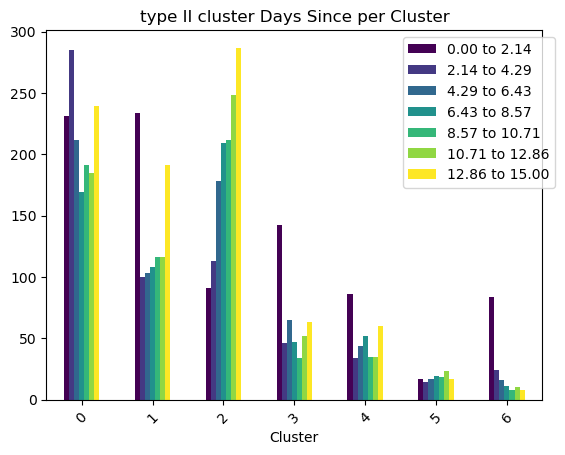 type II cluster Days Since per Cluster
300
250
200
150
100
50
0
0.00 to 2.14
2.14 to 4.29
4.29 to 6.43
6.43 to 8.57
8.57 to 10.71
10.71 to 12.86
12.86 to 15.00
0 1 2 3 4 5 6
Cluster